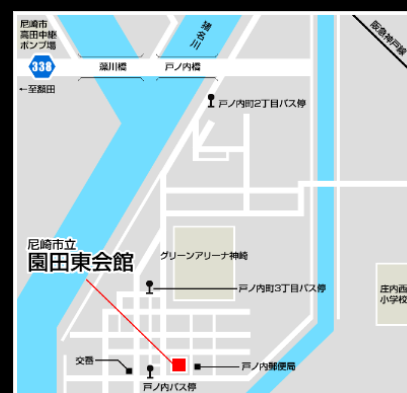 尼崎市
高田中継
ポンプ場
猪名川
阪急神戸線
338
藻川橋
戸ノ内橋
←至額田
戸ノ内町2丁目バス停
尼崎市立
園田東会館
グリーンアリーナ神崎
庄内西
小学校
戸ノ内町3丁目バス停
交番
戸ノ内郵便局
戸ノ内バス停